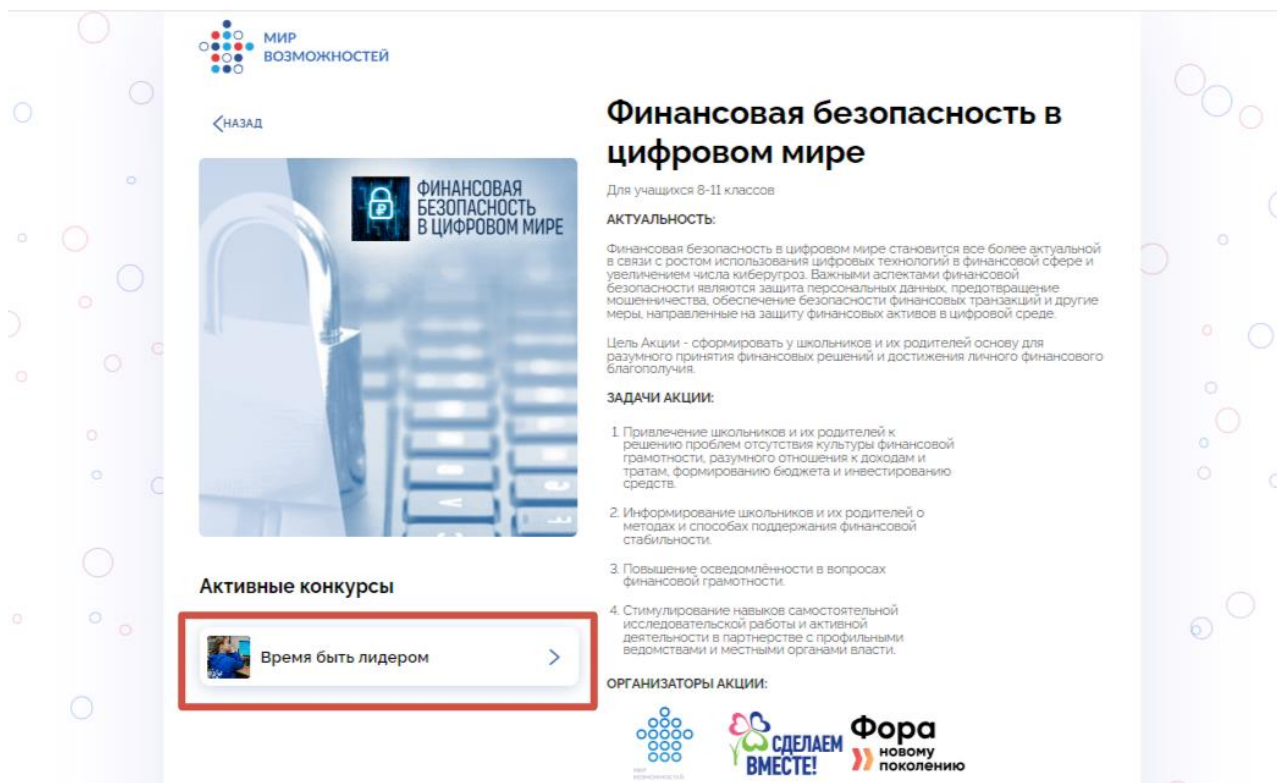 МИР
ВОЗМОЖНОСТЕЙ
НАЗАД
ФИНАНСОВАЯ
БЕЗОПАСНОСТЬ
В ЦИФРОВОМ МИРЕ
Активные конкурсы
Время быть лидером
Финансовая безопасность в
цифровом мире
Для учащихся 8-11 классов
АКТУАЛЬНОСТЬ:
Финансовая безопасность в цифровом мире становится все более актуальной
в связи с ростом использования цифровых технологий в финансовой сфере и
увеличением числа киберугроз. Важными аспектами финансовой
безопасности являются защита персональных данных, предотвращение
мошенничества, обеспечение безопасности финансовых транзакций и другие
меры, направленные на защиту финансовых активов в цифровой среде.
Цель Акции - сформировать у школьников и их родителей основу для
разумного принятия финансовых решений и достижения личного финансового
благополучия.
ЗАДАЧИ АКЦИИ:
1. Привлечение школьников и их родителей к
решению проблем отсутствия культуры финансовой
грамотности, разумного отношения к доходам и
тратам, формированию бюджета и инвестированию
средств.
2. Информирование школьников и их родителей о
методах и способах поддержания финансовой
стабильности.
3. Повышение осведомлённости в вопросах
финансовой грамотности.
4. Стимулирование навыков самостоятельной
исследовательской работы и активной
деятельности в партнерстве с профильными
ведомствами и местными органами власти.
ОРГАНИЗАТОРЫ АКЦИИ:
МИР
ВОЗМОЖНОСТЕЙ
СДЕЛАЕМ
ВМЕСТЕ!
Фора
новому
поколению